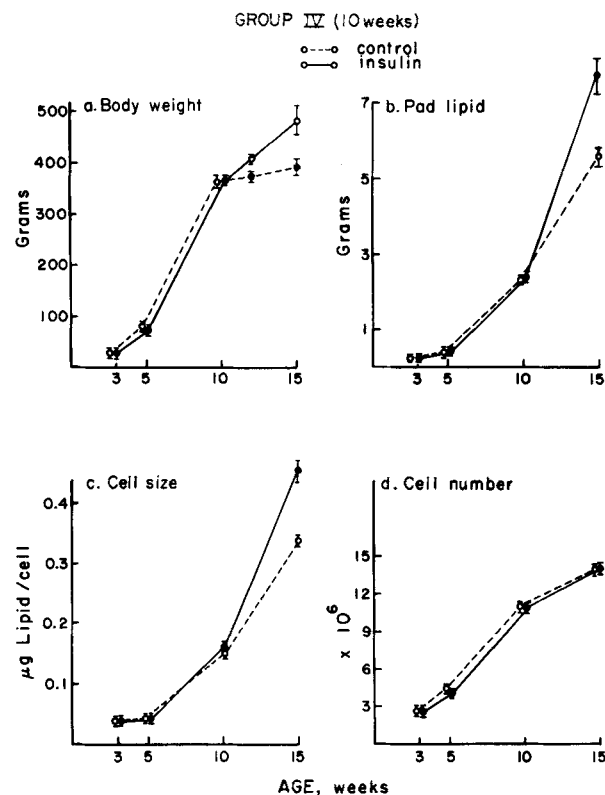 GROUP IV (10 weeks)
control
insulin
a. Body weight
500
400
300
200
100
Grams
3 5 10 15
b. Pad lipid
7
5
3
1
Grams
3 5 10 15
c. Cell size
0.4
0.3
0.2
0.1
µg Lipid/cell
3 5 10 15
d. Cell number
15
12
9
6
3
x 10⁶
3 5 10 15
AGE, weeks